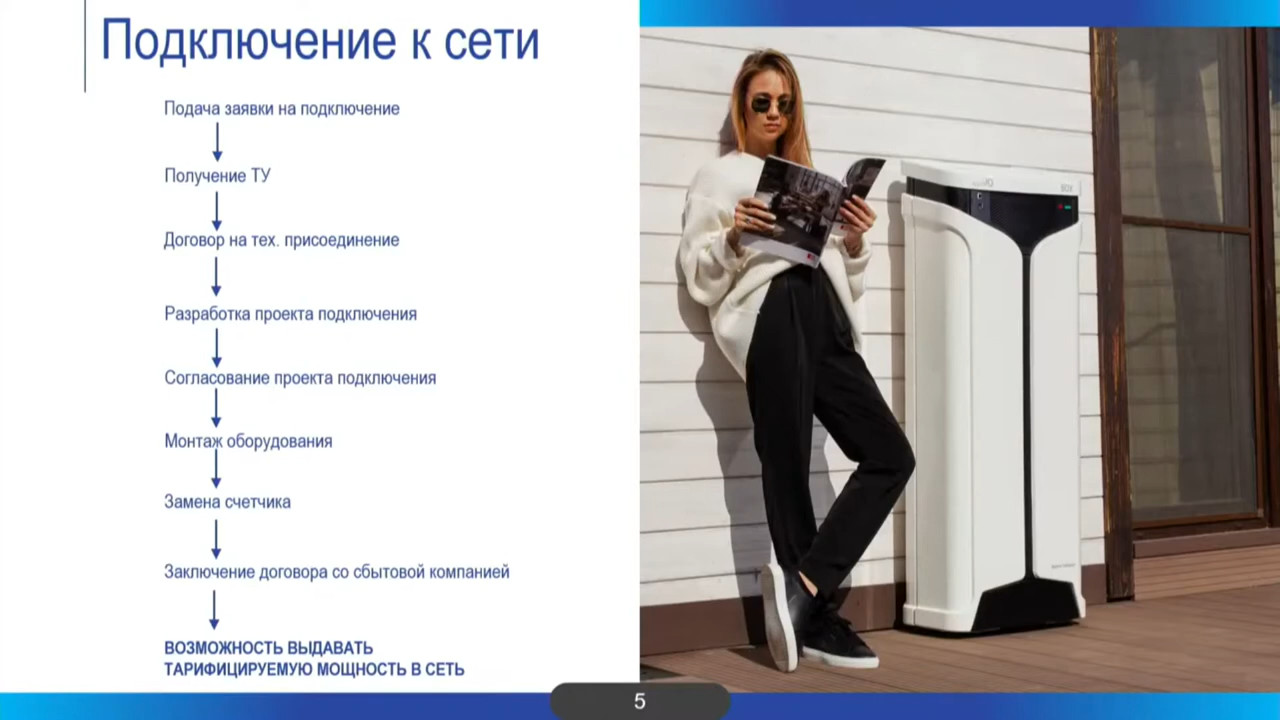 Подключение к сети
Подача заявки на подключение
Получение ТУ
Договор на тех. присоединение
Разработка проекта подключения
Согласование проекта подключения
Монтаж оборудования
Замена счетчика
Заключение договора со сбытовой компанией
ВОЗМОЖНОСТЬ ВЫДАВАТЬ
ТАРИФИЦИРУЕМУЮ МОЩНОСТЬ В СЕТЬ
5